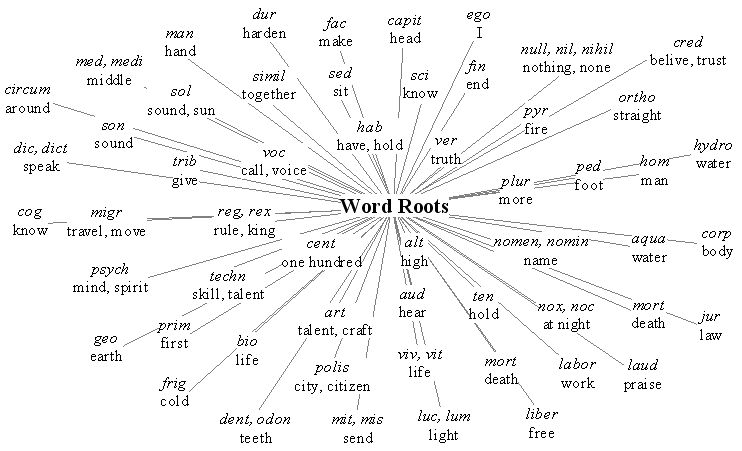 dur
harden
man
hand
fac
make
capit
head
ego
I
null, nil, nihil
nothing, none
cred
belive, trust
med, medi
middle
simil
together
sed
sit
sci
know
fin
end
circum
around
sol
sound, sun
pyr
fire
ortho
straight
son
sound
hab
have, hold
ver
truth
dic, dict
speak
trib
give
voc
call, voice
hydro
water
ped
foot
hom
man
plur
more
Word Roots
cog
know
migr
travel, move
reg, rex
rule, king
cent
one hundred
alt
high
nomen, nomin
name
aqua
water
corp
body
psych
mind, spirit
techn
skill, talent
aud
hear
ten
hold
nox, noc
at night
mort
death
jur
law
geo
earth
prim
first
bio
life
art
talent, craft
polis
city, citizen
viv, vit
life
mort
death
labor
work
laud
praise
frig
cold
dent, odon
teeth
mit, mis
send
luc, lum
light
liber
free